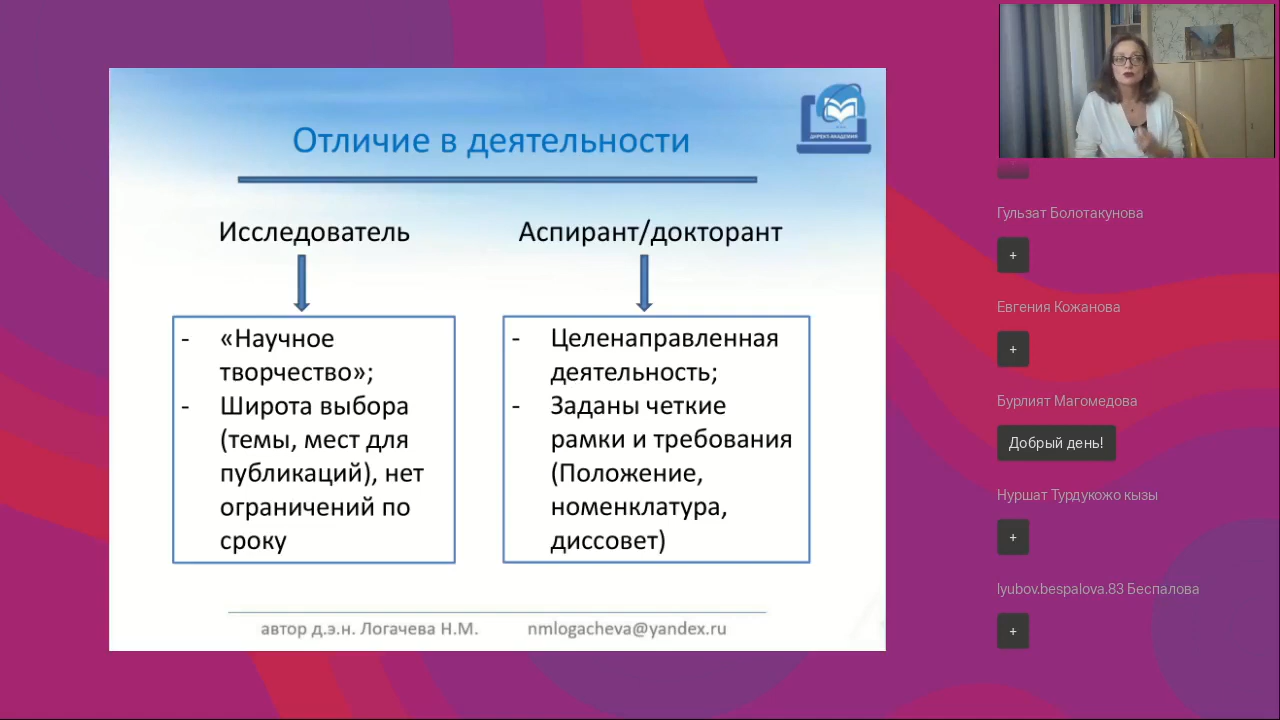 ДИРЕКТ-АКАДЕМИЯ
Отличие в деятельности
Исследователь
- «Научное
творчество»;
- Широта выбора
(темы, мест для
публикаций), нет
ограничений по
сроку
Аспирант/докторант
- Целенаправленная
деятельность;
- Заданы четкие
рамки и требования
(Положение,
номенклатура,
диссовет)
автор д.э.н. Логачева Н.М. nmlogacheva@yandex.ru
Гульзат Болотакунова
+
Евгения Кожанова
+
Бурлият Магомедова
Добрый день!
Нуршат Турдукожо кызы
+
lyubov.bespalova.83 Беспалова
+